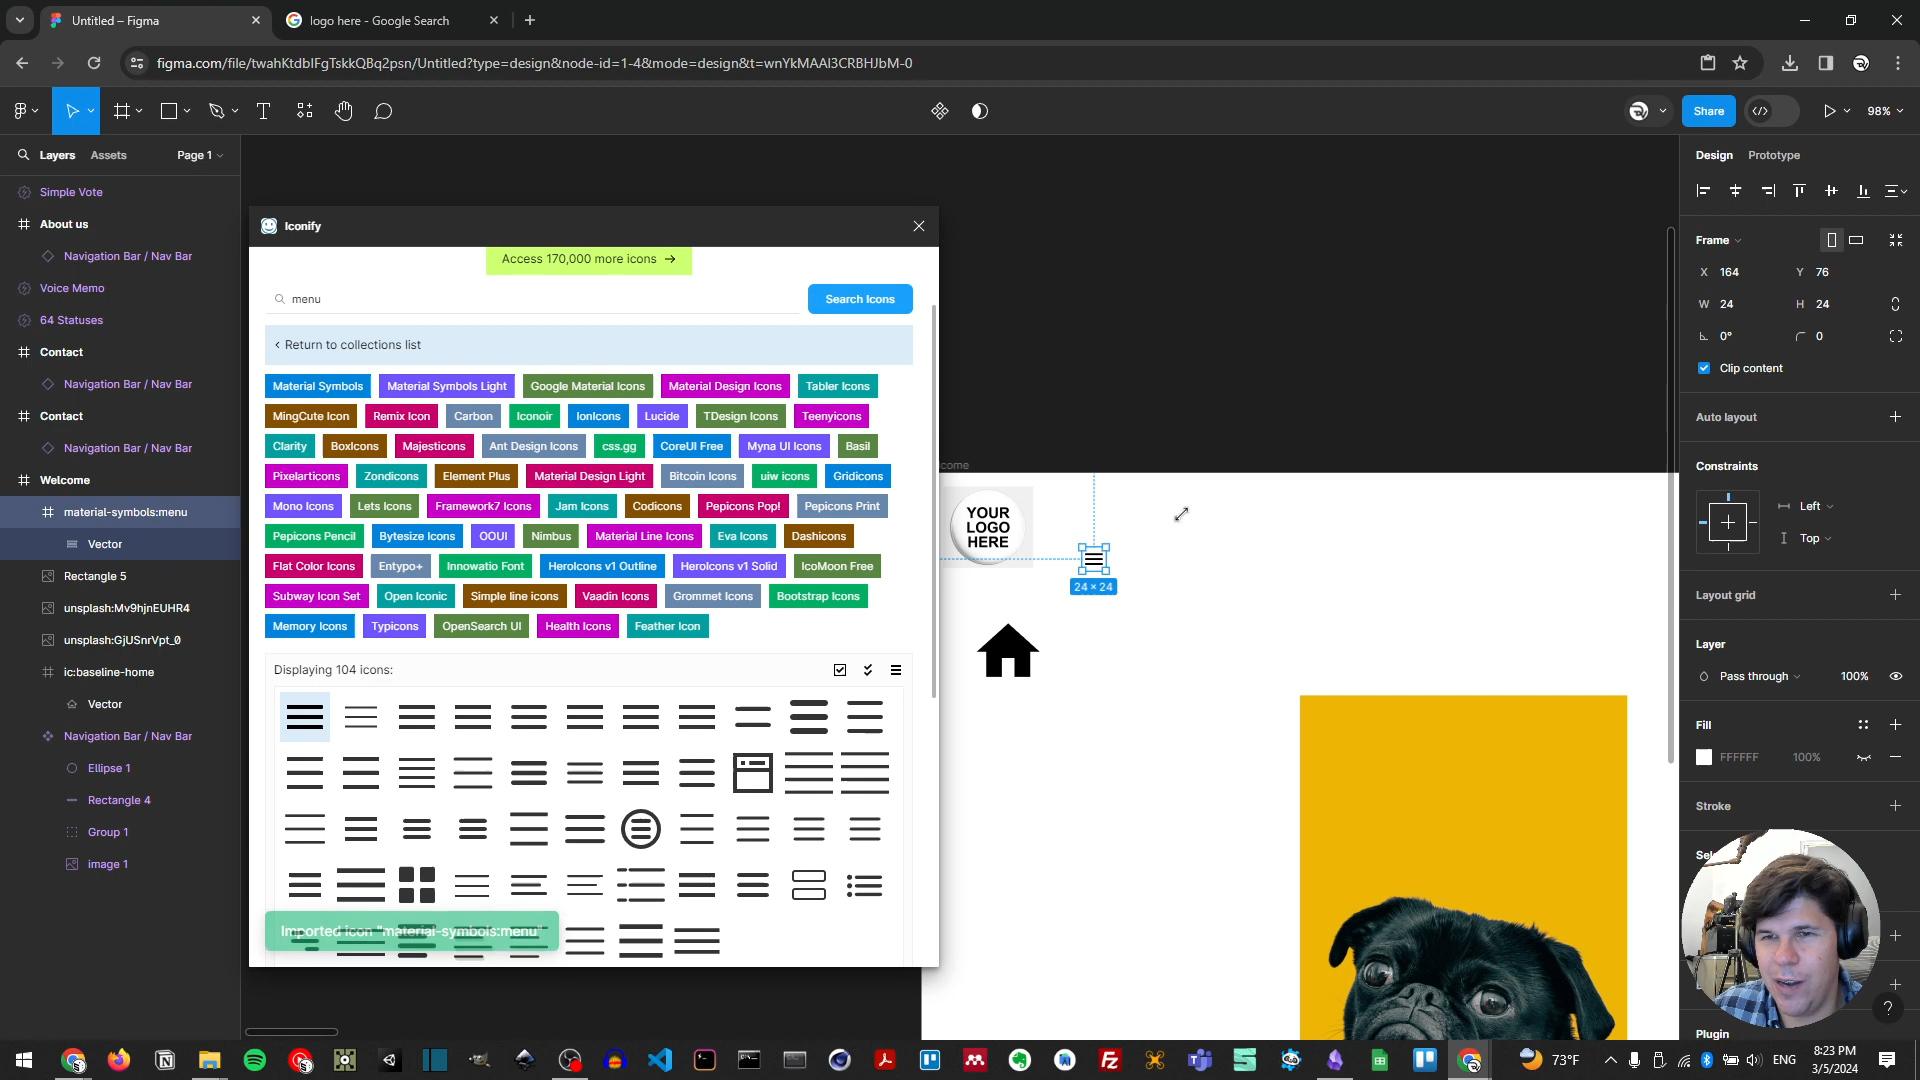 Untitled – Figma
logo here - Google Search
figma.com/file/twahKtdbIFgTskkQBq2psn/Untitled?type=design&node-id=1-4&mode=design&t=wnYkMAAI3CRBHJbM-0
Share
98%
Layers
Assets
Page 1
Simple Vote
About us
Navigation Bar / Nav Bar
Voice Memo
64 Statuses
Contact
Navigation Bar / Nav Bar
Contact
Navigation Bar / Nav Bar
Welcome
material-symbols:menu
Vector
Rectangle 5
unsplash:Mv9hjnEUHR4
unsplash:GjUSnrVpt_0
ic:baseline-home
Vector
Navigation Bar / Nav Bar
Ellipse 1
Rectangle 4
Group 1
image 1
Iconify
Access 170,000 more icons →
menu
Search Icons
Return to collections list
Material Symbols
Material Symbols Light
Google Material Icons
Material Design Icons
Tabler Icons
MingCute Icon
Remix Icon
Carbon
Iconoir
IonIcons
Lucide
TDesign Icons
Teenyicons
Clarity
BoxIcons
Majesticons
Ant Design Icons
css.gg
CoreUI Free
Myna UI Icons
Basil
Pixelarticons
Zondicons
Element Plus
Material Design Light
Bitcoin Icons
uiw icons
Gridicons
Mono Icons
Lets Icons
Framework7 Icons
Jam Icons
Codicons
Pepicons Pop!
Pepicons Print
Pepicons Pencil
Bytesize Icons
OOUI
Nimbus
Material Line Icons
Eva Icons
Dashicons
Flat Color Icons
Entypo+
Innowatio Font
HeroIcons v1 Outline
HeroIcons v1 Solid
IcoMoon Free
Subway Icon Set
Open Iconic
Simple line icons
Vaadin Icons
Grommet Icons
Bootstrap Icons
Memory Icons
Typicons
OpenSearch UI
Health Icons
Feather Icon
Displaying 104 icons:
Imported icon "material-symbols:menu"
come
YOUR
LOGO
HERE
24 × 24
Design
Prototype
Frame
X 164
Y 76
W 24
H 24
0°
0
Clip content
Auto layout
Constraints
Left
Top
Layout grid
Layer
Pass through
100%
Fill
FFFFFF
100%
Stroke
Plugin
?
73°F
ENG
8:23 PM
3/5/2024